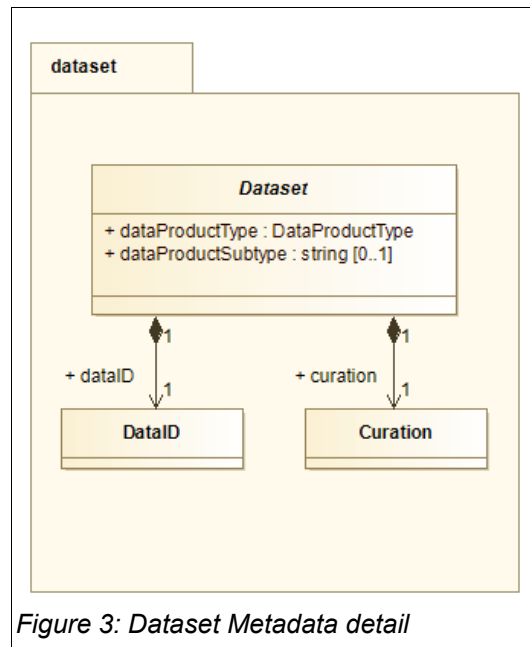 dataset
Dataset
+ dataProductType : DataProductType
+ dataProductSubtype : string [0..1]
1
1
+ dataID
+ curation
1
1
DataID
Curation
Figure 3: Dataset Metadata detail